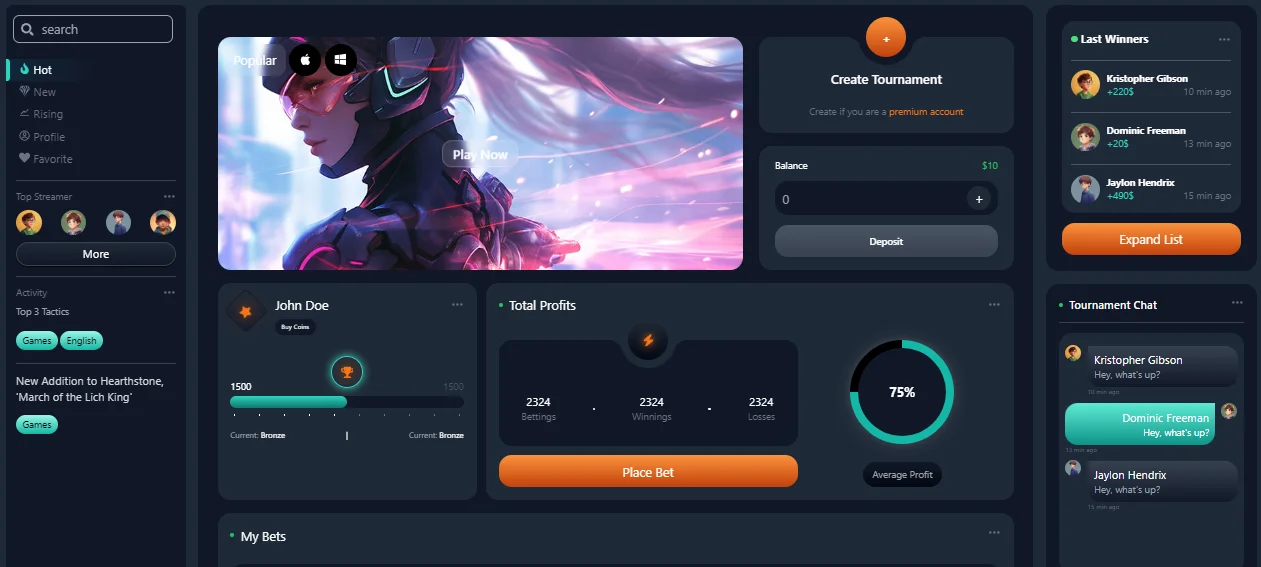 search
Hot
New
Rising
Profile
Favorite
Top Streamer
More
Activity
Top 3 Tactics
Games English
New Addition to Hearthstone,
'March of the Lich King'
Games
Popular
Play Now
+
Create Tournament
Create if you are a premium account
Balance $10
0 +
Deposit
John Doe
Buy Coins
1500 1500
Current: Bronze | Current: Bronze
Total Profits
2324 2324 2324
Bettings Winnings Losses
Place Bet
75%
Average Profit
My Bets
Last Winners
Kristopher Gibson
+220$ 10 min ago
Dominic Freeman
+20$ 13 min ago
Jaylon Hendrix
+490$ 15 min ago
Expand List
Tournament Chat
Kristopher Gibson
Hey, what's up?
10 min ago
Dominic Freeman
Hey, what's up?
13 min ago
Jaylon Hendrix
Hey, what's up?
15 min ago